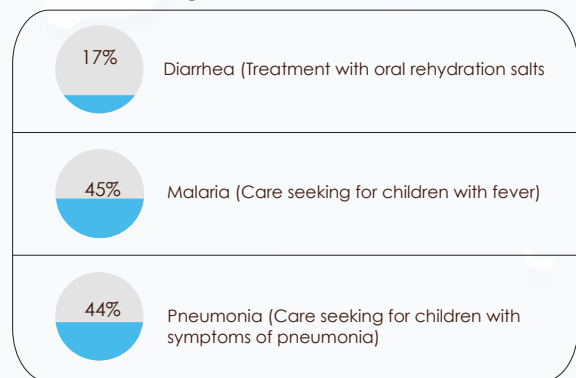 17%
Diarrhea (Treatment with oral rehydration salts
45%
Malaria (Care seeking for children with fever)
44%
Pneumonia (Care seeking for children with
symptoms of pneumonia)